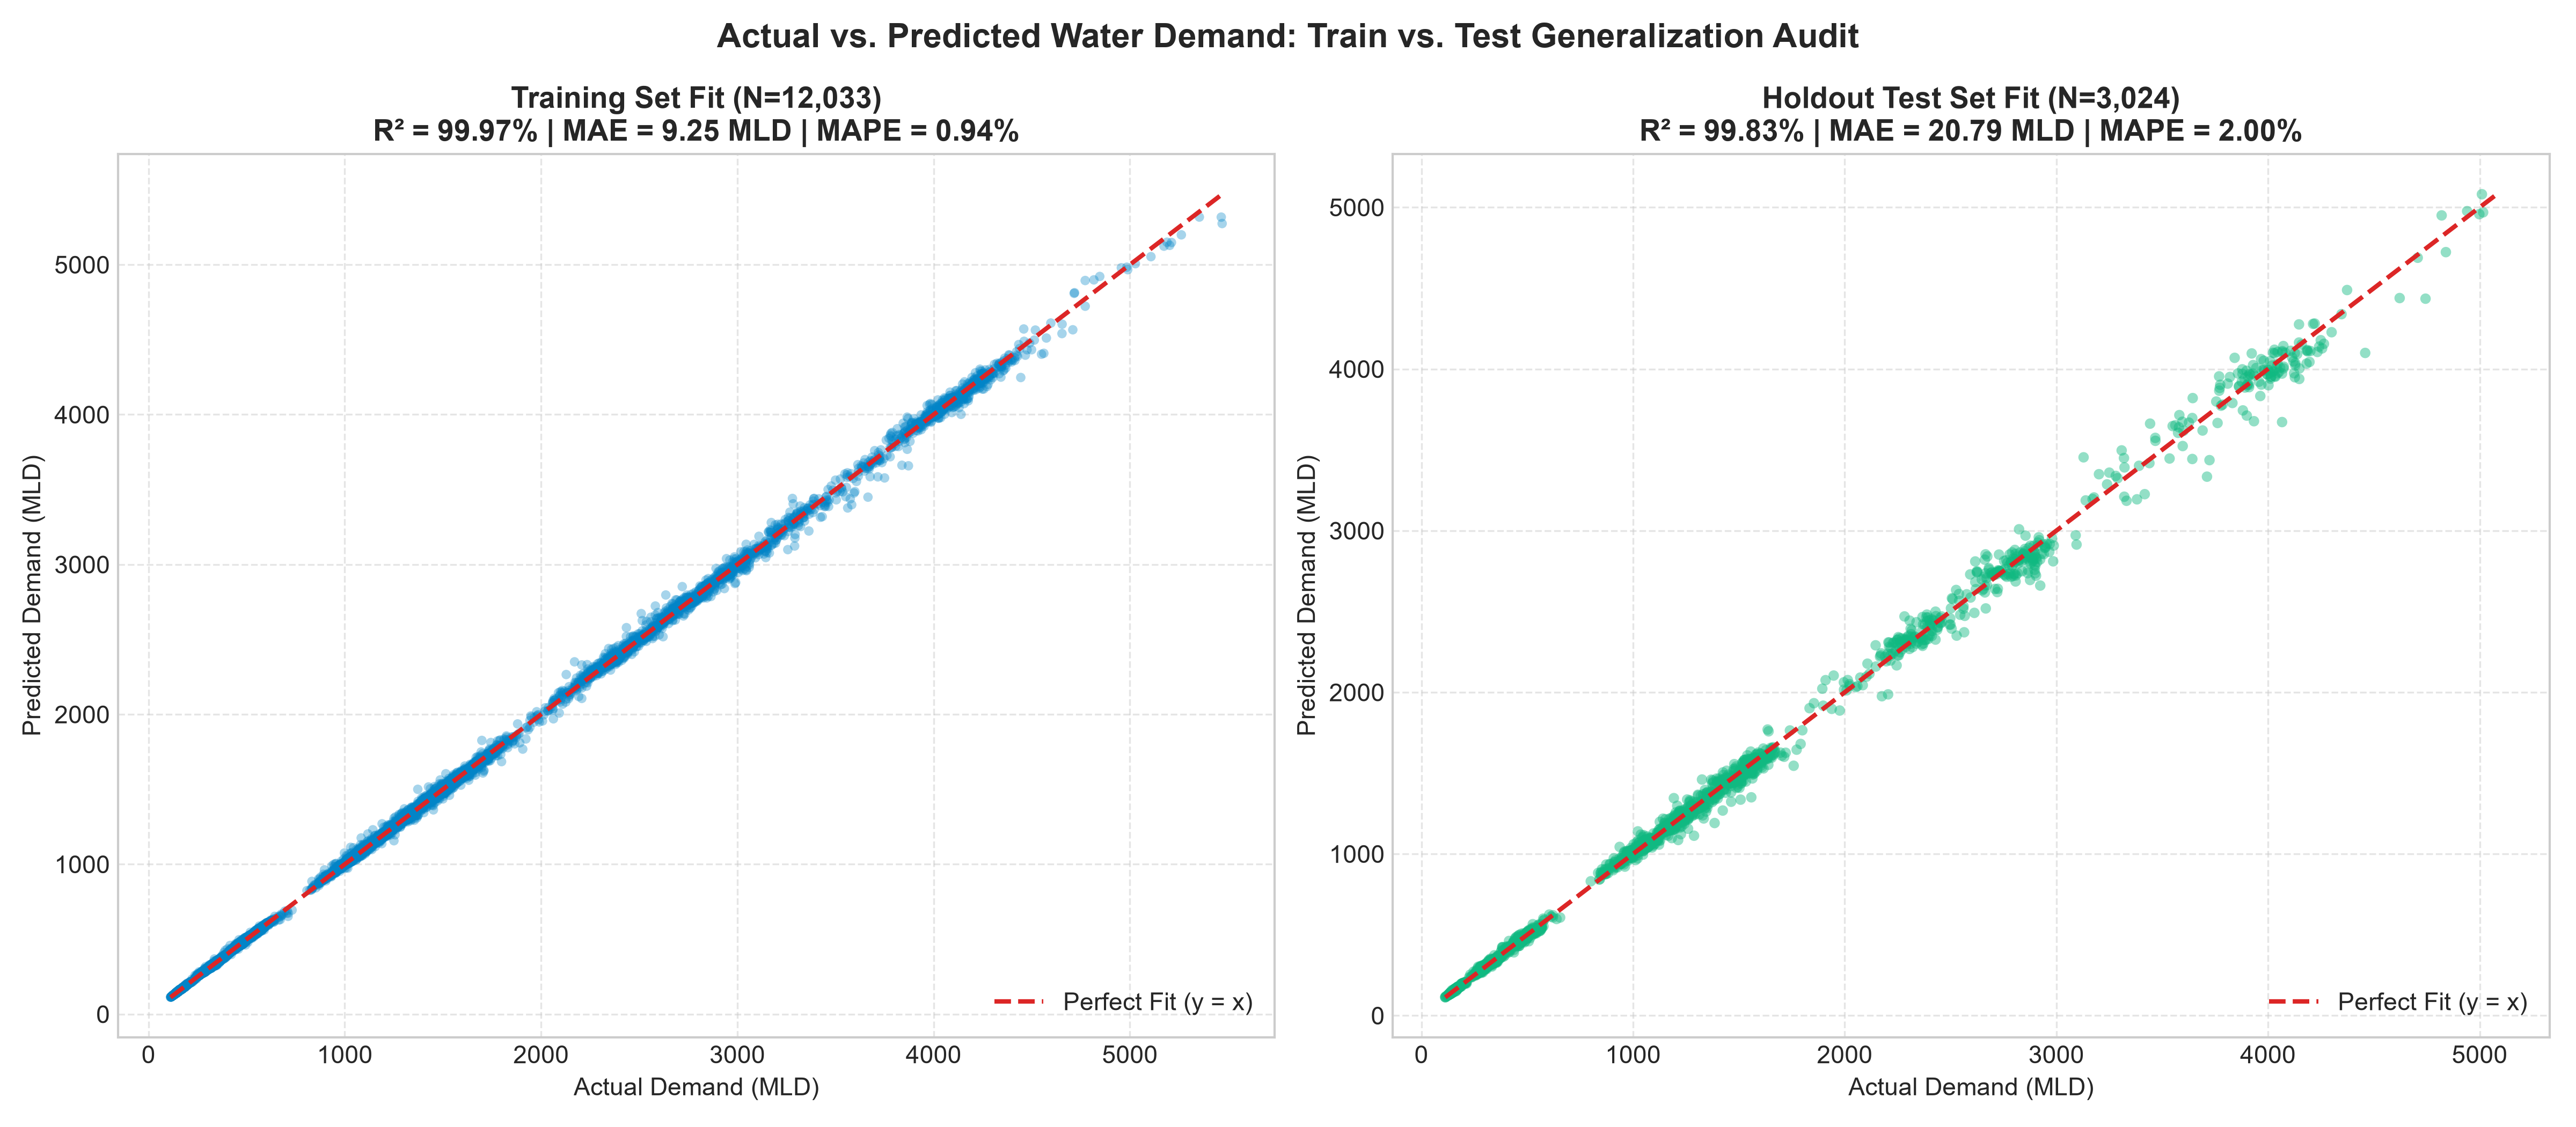 Actual vs. Predicted Water Demand: Train vs. Test Generalization Audit
Training Set Fit (N=12,033)
R² = 99.97% | MAE = 9.25 MLD | MAPE = 0.94%
Predicted Demand (MLD)
5000
4000
3000
2000
1000
0
Perfect Fit (y = x)
0 1000 2000 3000 4000 5000
Actual Demand (MLD)
Holdout Test Set Fit (N=3,024)
R² = 99.83% | MAE = 20.79 MLD | MAPE = 2.00%
Predicted Demand (MLD)
5000
4000
3000
2000
1000
0
Perfect Fit (y = x)
0 1000 2000 3000 4000 5000
Actual Demand (MLD)